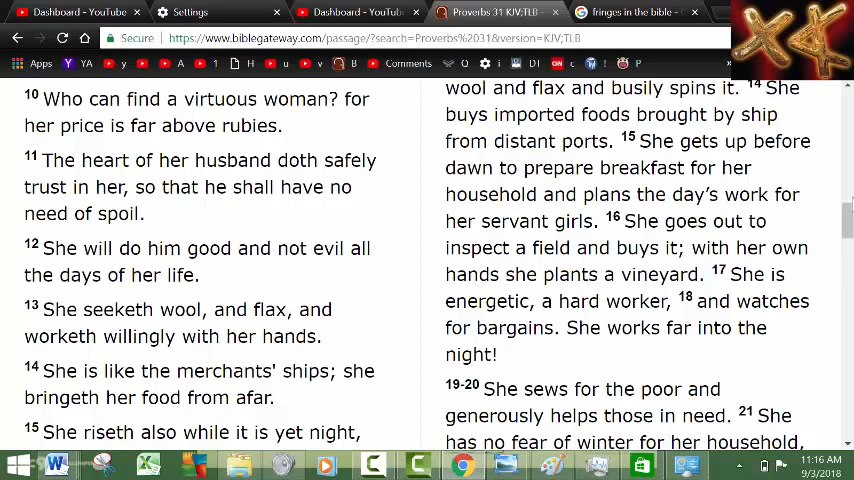 Dashboard - YouTube
Settings
Dashboard - YouTube
Proverbs 31 KJV;TLB -
fringes in the bible -
Secure
https://www.biblegateway.com/passage/?search=Proverbs%2031&version=KJV;TLB
Apps
YA
y
A
1
H
u
v
B
Comments
i
DT
c
!
P
10 Who can find a virtuous woman? for
her price is far above rubies.
11 The heart of her husband doth safely
trust in her, so that he shall have no
need of spoil.
12 She will do him good and not evil all
the days of her life.
13 She seeketh wool, and flax, and
worketh willingly with her hands.
14 She is like the merchants' ships; she
bringeth her food from afar.
15 She riseth also while it is yet night,
wool and flax and busily spins it. 14 She
buys imported foods brought by ship
from distant ports. 15 She gets up before
dawn to prepare breakfast for her
household and plans the day’s work for
her servant girls. 16 She goes out to
inspect a field and buys it; with her own
hands she plants a vineyard. 17 She is
energetic, a hard worker, 18 and watches
for bargains. She works far into the
night!
19-20 She sews for the poor and
generously helps those in need. 21 She
has no fear of winter for her household,
11:16 AM
9/3/2018